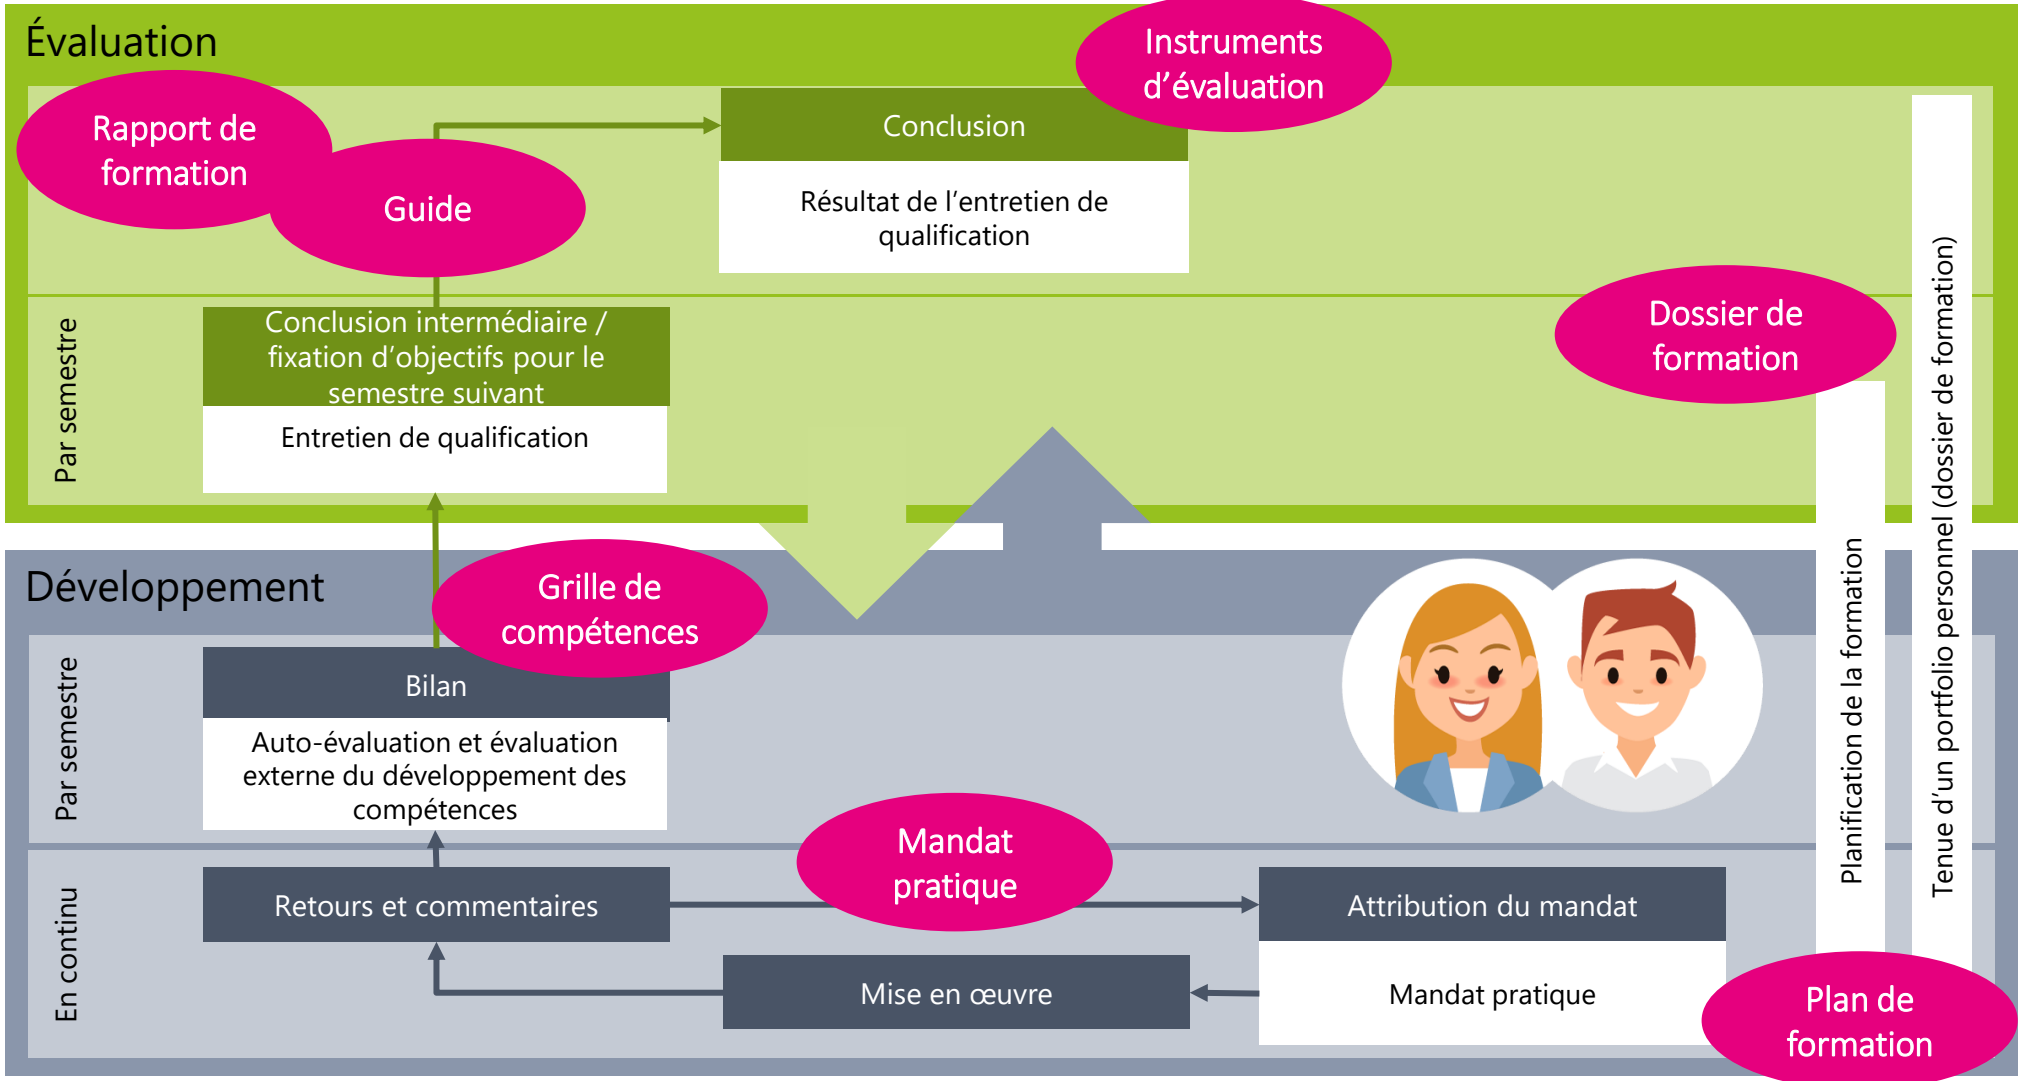 Évaluation
Instruments
d’évaluation
Rapport de
formation
Guide
Conclusion
Résultat de l’entretien de
qualification
Par semestre
Conclusion intermédiaire /
fixation d’objectifs pour le
semestre suivant
Entretien de qualification
Dossier de
formation
Développement
Grille de
compétences
Par semestre
Bilan
Auto-évaluation et évaluation
externe du développement des
compétences
En continu
Retours et commentaires
Mandat
pratique
Attribution du mandat
Mandat pratique
Mise en œuvre
Planification de la formation
Tenue d’un portfolio personnel (dossier de formation)
Plan de
formation